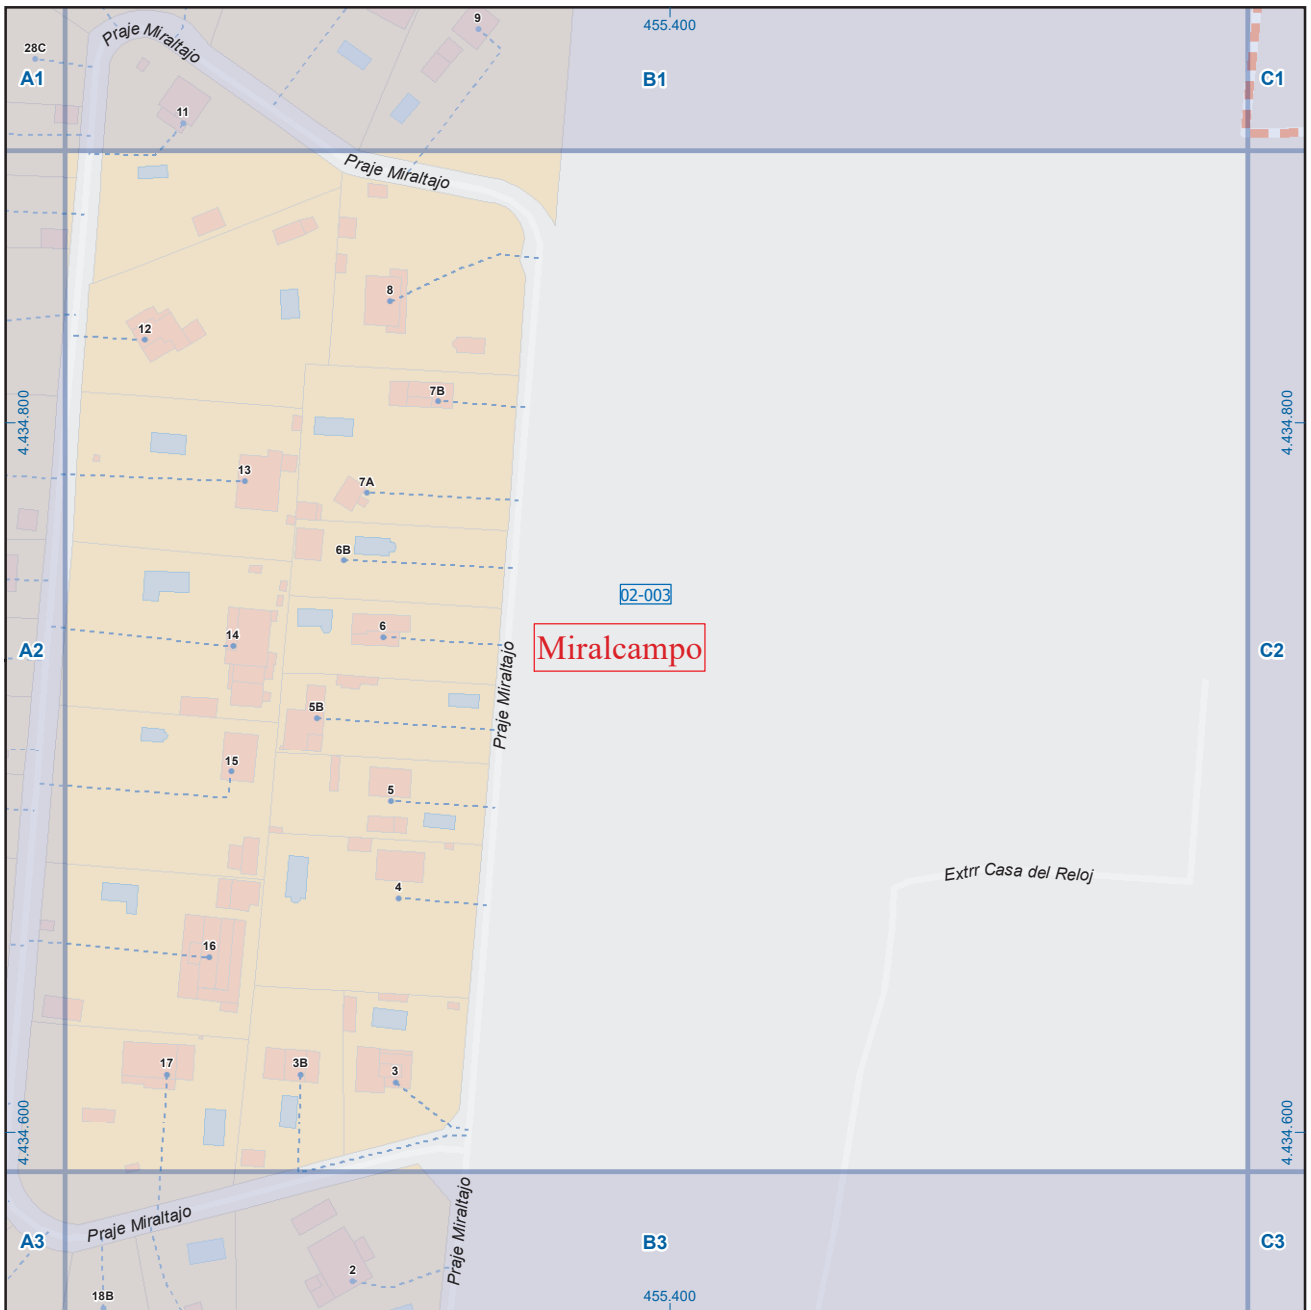 455.400
9
28C
Praje Miraltajo
A1
B1
C1
11
Praje Miraltajo
8
12
7B
4.434.800
4.434.800
13
7A
6B
02-003
6
14
Miralcampo
A2
C2
Praje Miraltajo
5B
15
5
Extrr Casa del Reloj
4
16
17
3B
3
4.434.600
4.434.600
Praje Miraltajo
Praje Miraltajo
A3
B3
C3
2
18B
455.400